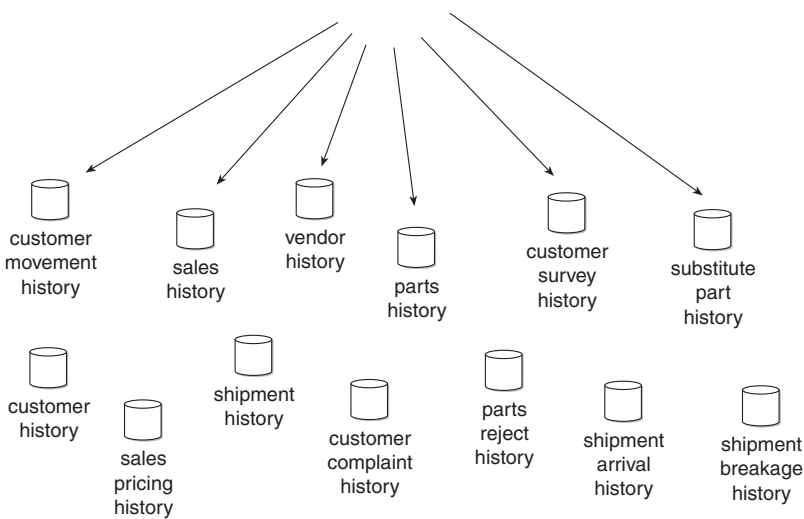 customer
movement
history
sales
history
vendor
history
parts
history
customer
survey
history
substitute
part
history
customer
history
sales
pricing
history
shipment
history
customer
complaint
history
parts
reject
history
shipment
arrival
history
shipment
breakage
history